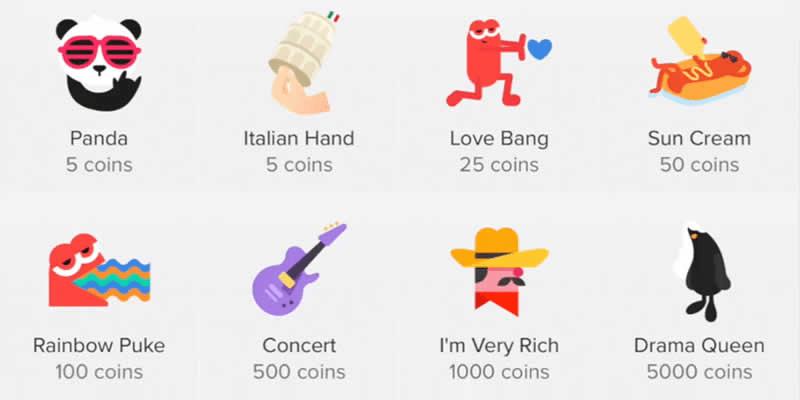 Panda
5 coins
Italian Hand
5 coins
Love Bang
25 coins
Sun Cream
50 coins
Rainbow Puke
100 coins
Concert
500 coins
I'm Very Rich
1000 coins
Drama Queen
5000 coins